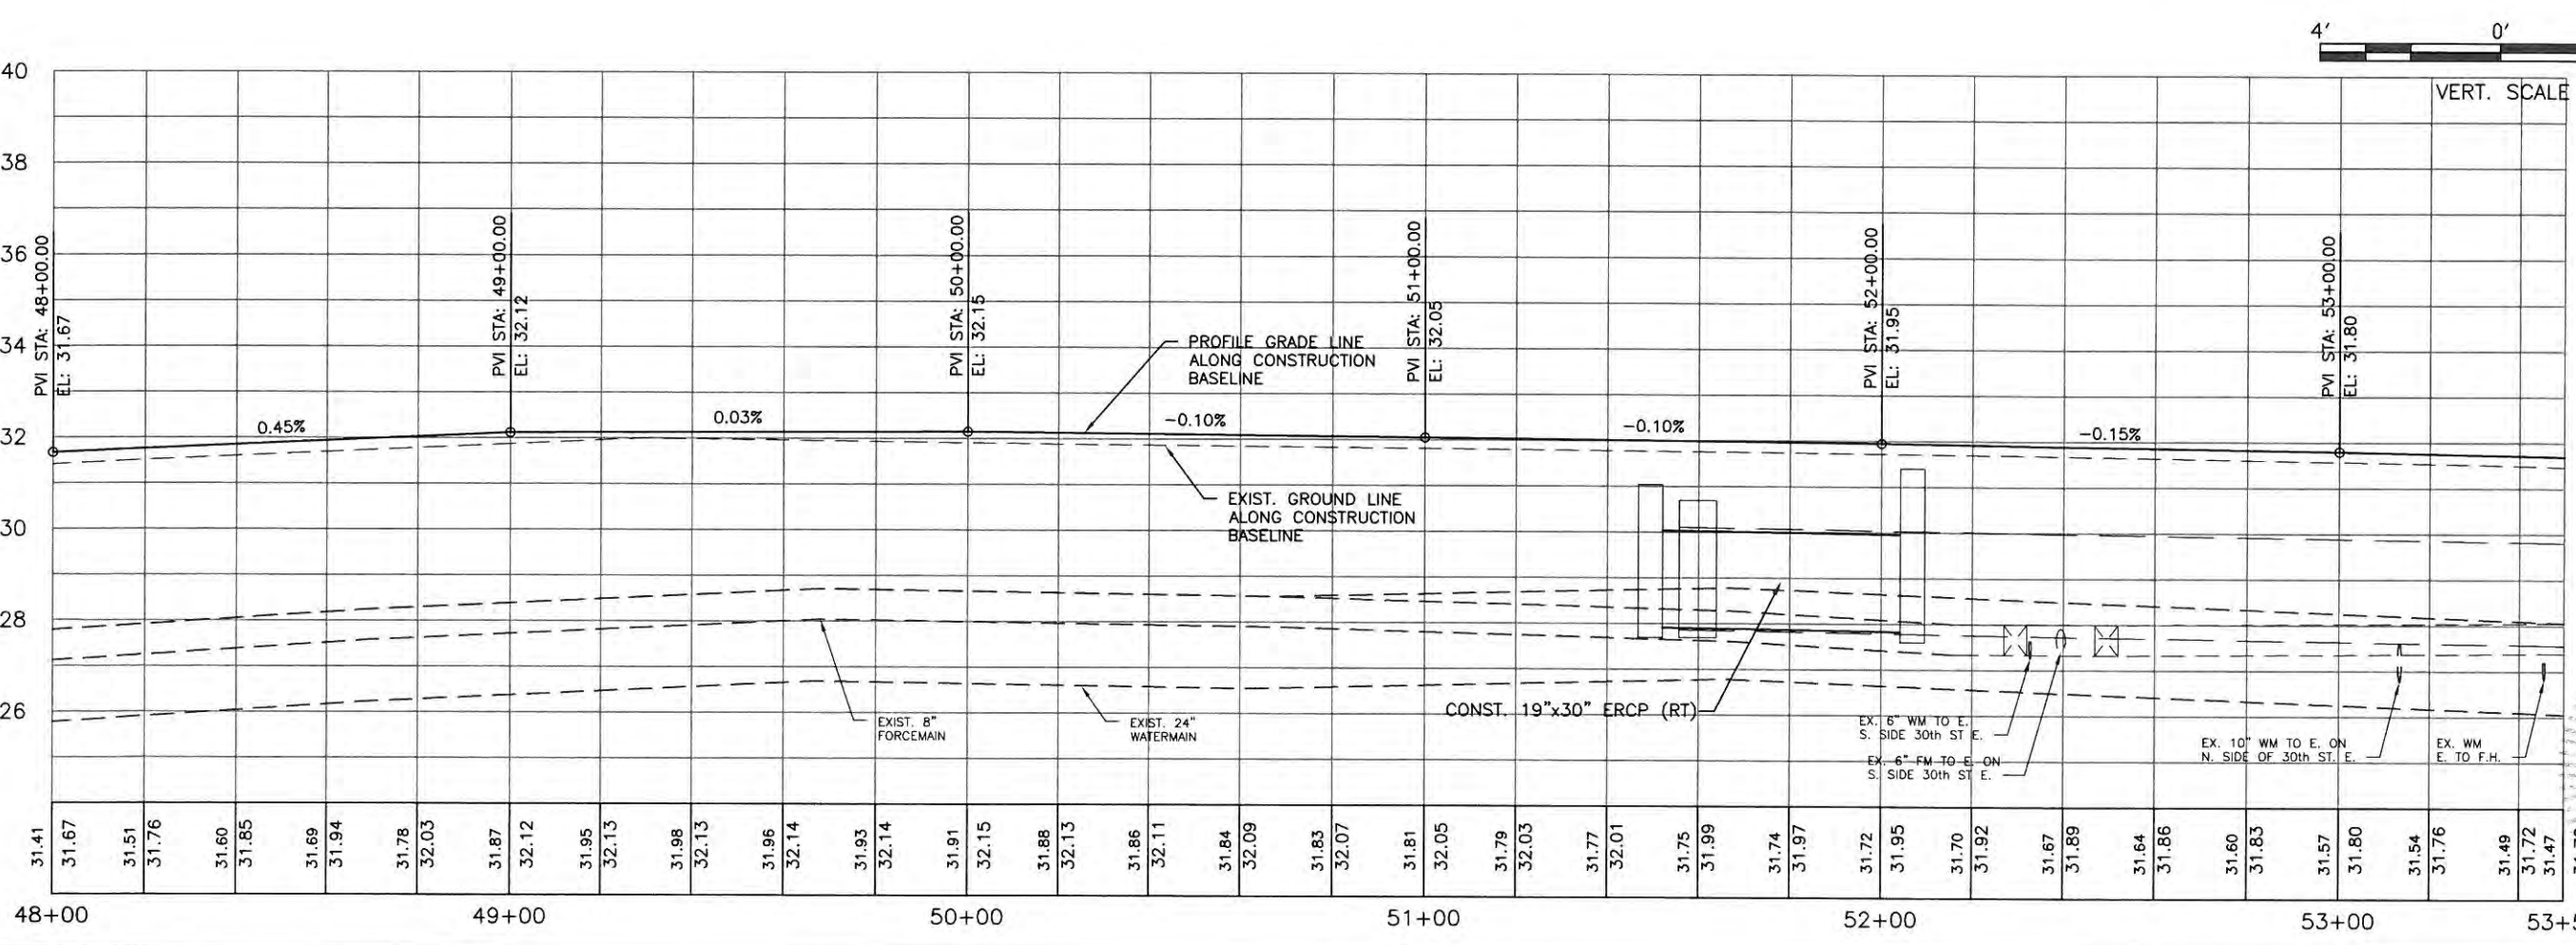 4' 0'
VERT. SCALE
40
38
36
34
32
30
28
26
PVI STA: 48+00.00
EL: 31.67
PVI STA: 49+00.00
EL: 32.12
PVI STA: 50+00.00
EL: 32.15
PVI STA: 51+00.00
EL: 32.05
PVI STA: 52+00.00
EL: 31.95
PVI STA: 53+00.00
EL: 31.80
0.45%
0.03%
-0.10%
-0.10%
-0.15%
PROFILE GRADE LINE
ALONG CONSTRUCTION
BASELINE
EXIST. GROUND LINE
ALONG CONSTRUCTION
BASELINE
EXIST. 8"
FORCEMAIN
EXIST. 24"
WATERMAIN
CONST. 19"x30" ERCP (RT)
EX. 6" WM TO E.
S. SIDE 30th ST E.
EX. 6" FM TO E. ON
S. SIDE 30th ST E.
EX. 10" WM TO E. ON
N. SIDE OF 30th ST. E.
EX. WM
E. TO F.H.
31.41
31.67
31.51
31.76
31.60
31.85
31.69
31.94
31.78
32.03
31.87
32.12
31.95
32.13
31.98
32.13
31.96
32.14
31.93
32.14
31.91
32.15
31.88
32.13
31.86
32.11
31.84
32.09
31.83
32.07
31.81
32.05
31.79
32.03
31.77
32.01
31.75
31.99
31.74
31.97
31.72
31.95
31.70
31.92
31.67
31.89
31.64
31.86
31.60
31.83
31.57
31.80
31.54
31.76
31.49
31.72
31.47
48+00 49+00 50+00 51+00 52+00 53+00